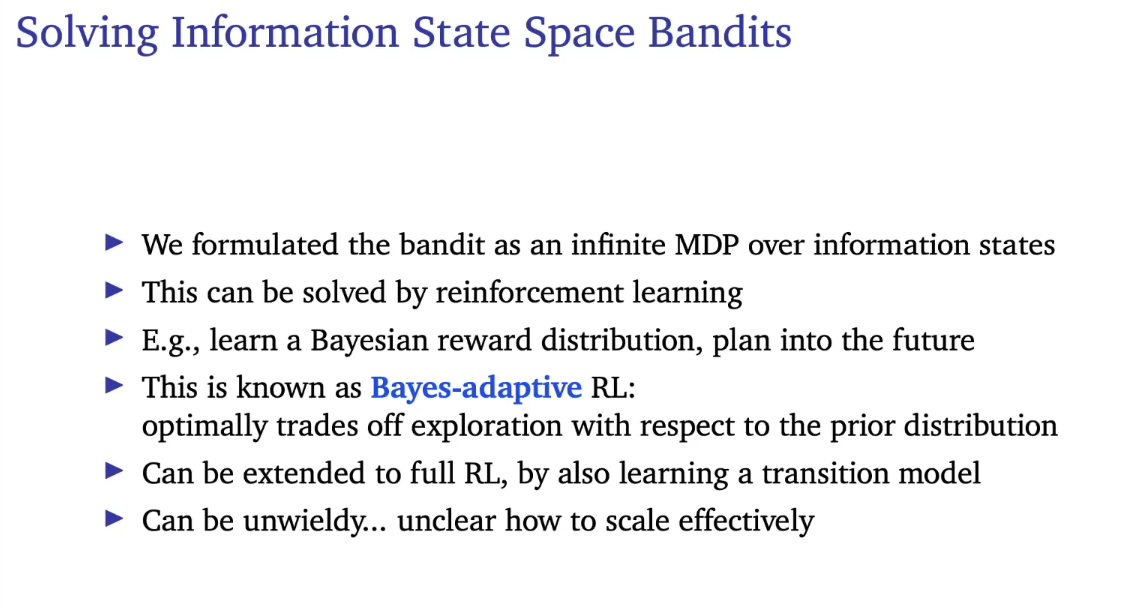 Solving Information State Space Bandits
► We formulated the bandit as an infinite MDP over information states
► This can be solved by reinforcement learning
► E.g., learn a Bayesian reward distribution, plan into the future
► This is known as Bayes-adaptive RL:
optimally trades off exploration with respect to the prior distribution
► Can be extended to full RL, by also learning a transition model
► Can be unwieldy... unclear how to scale effectively